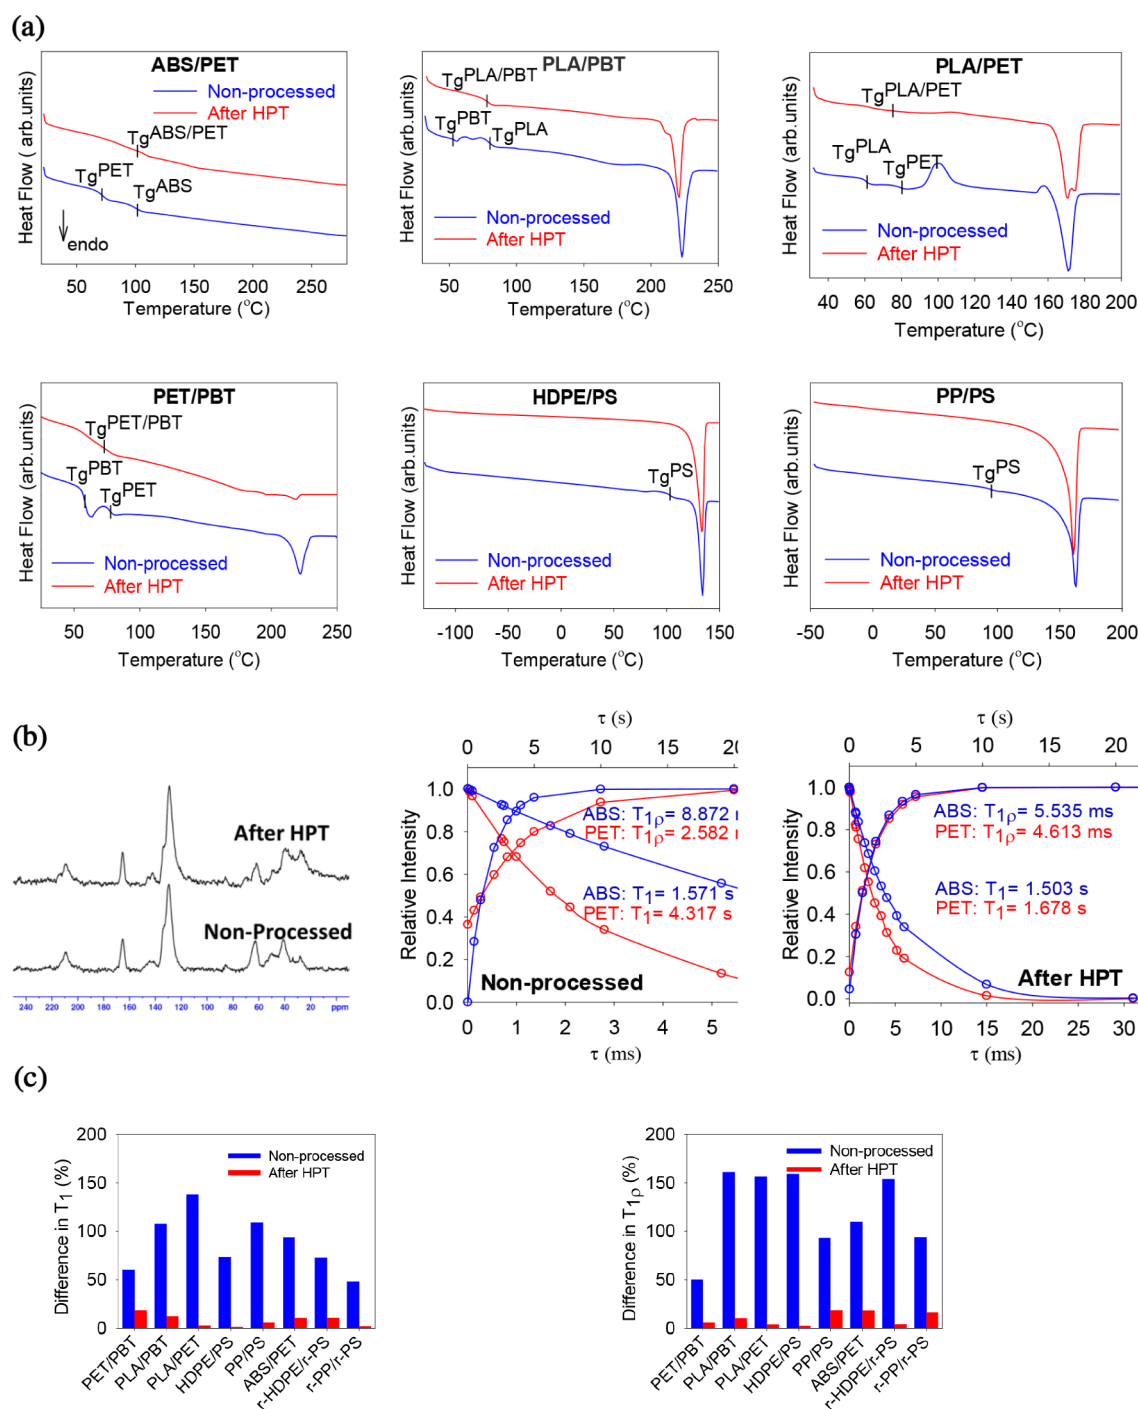 (a)
ABS/PET
Non-processed
After HPT
Tg^ABS/PET
Tg^PET
Tg^ABS
endo
Heat Flow ( arb.units)
50 100 150 200 250
Temperature (°C)
PLA/PBT
Tg^PLA/PBT
Tg^PBT
Tg^PLA
Non-processed
After HPT
Heat Flow (arb.units)
50 100 150 200 250
Temperature (°C)
PLA/PET
Tg^PLA/PET
Tg^PLA
Tg^PET
Non-processed
After HPT
Heat Flow (arb.units)
40 60 80 100 120 140 160 180 200
Temperature (°C)
PET/PBT
Tg^PET/PBT
Tg^PBT
Tg^PET
Non-processed
After HPT
Heat Flow (arb.units)
50 100 150 200 250
Temperature (°C)
HDPE/PS
Tg^PS
Non-processed
After HPT
Heat Flow (arb.units)
-100 -50 0 50 100 150
Temperature (°C)
PP/PS
Tg^PS
Non-processed
After HPT
Heat Flow (arb.units)
-50 0 50 100 150 200
Temperature (°C)
(b)
After HPT
Non-Processed
240 220 200 180 160 140 120 100 80 60 40 20 ppm
τ (s)
0 5 10 15 20
1.0
0.8
0.6
0.4
0.2
0.0
Relative Intensity
ABS: T1ρ= 8.872
PET: T1ρ= 2.582
ABS: T1= 1.571 s
PET: T1= 4.317 s
Non-processed
0 1 2 3 4 5
τ (ms)
τ (s)
0 5 10 15 20
1.0
0.8
0.6
0.4
0.2
0.0
Relative Intensity
ABS: T1ρ= 5.535 ms
PET: T1ρ= 4.613 ms
ABS: T1= 1.503 s
PET: T1= 1.678 s
After HPT
0 5 10 15 20 25 30
τ (ms)
(c)
200
150
100
50
0
Difference in T1 (%)
Non-processed
After HPT
PET/PBT
PLA/PBT
PLA/PET
HDPE/PS
PP/PS
ABS/PET
r-HDPE/r-PS
r-PP/r-PS
200
150
100
50
0
Difference in T1ρ (%)
Non-processed
After HPT
PET/PBT
PLA/PBT
PLA/PET
HDPE/PS
PP/PS
ABS/PET
r-HDPE/r-PS
r-PP/r-PS